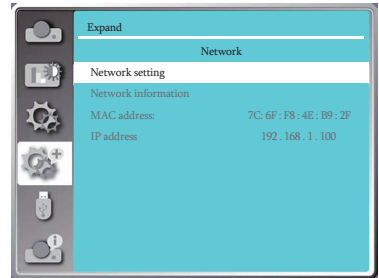 Expand
Network
Network setting
Network information
MAC address: 7C: 6F : F8 : 4E : B9 : 2F
IP address 192 . 168 . 1 . 100